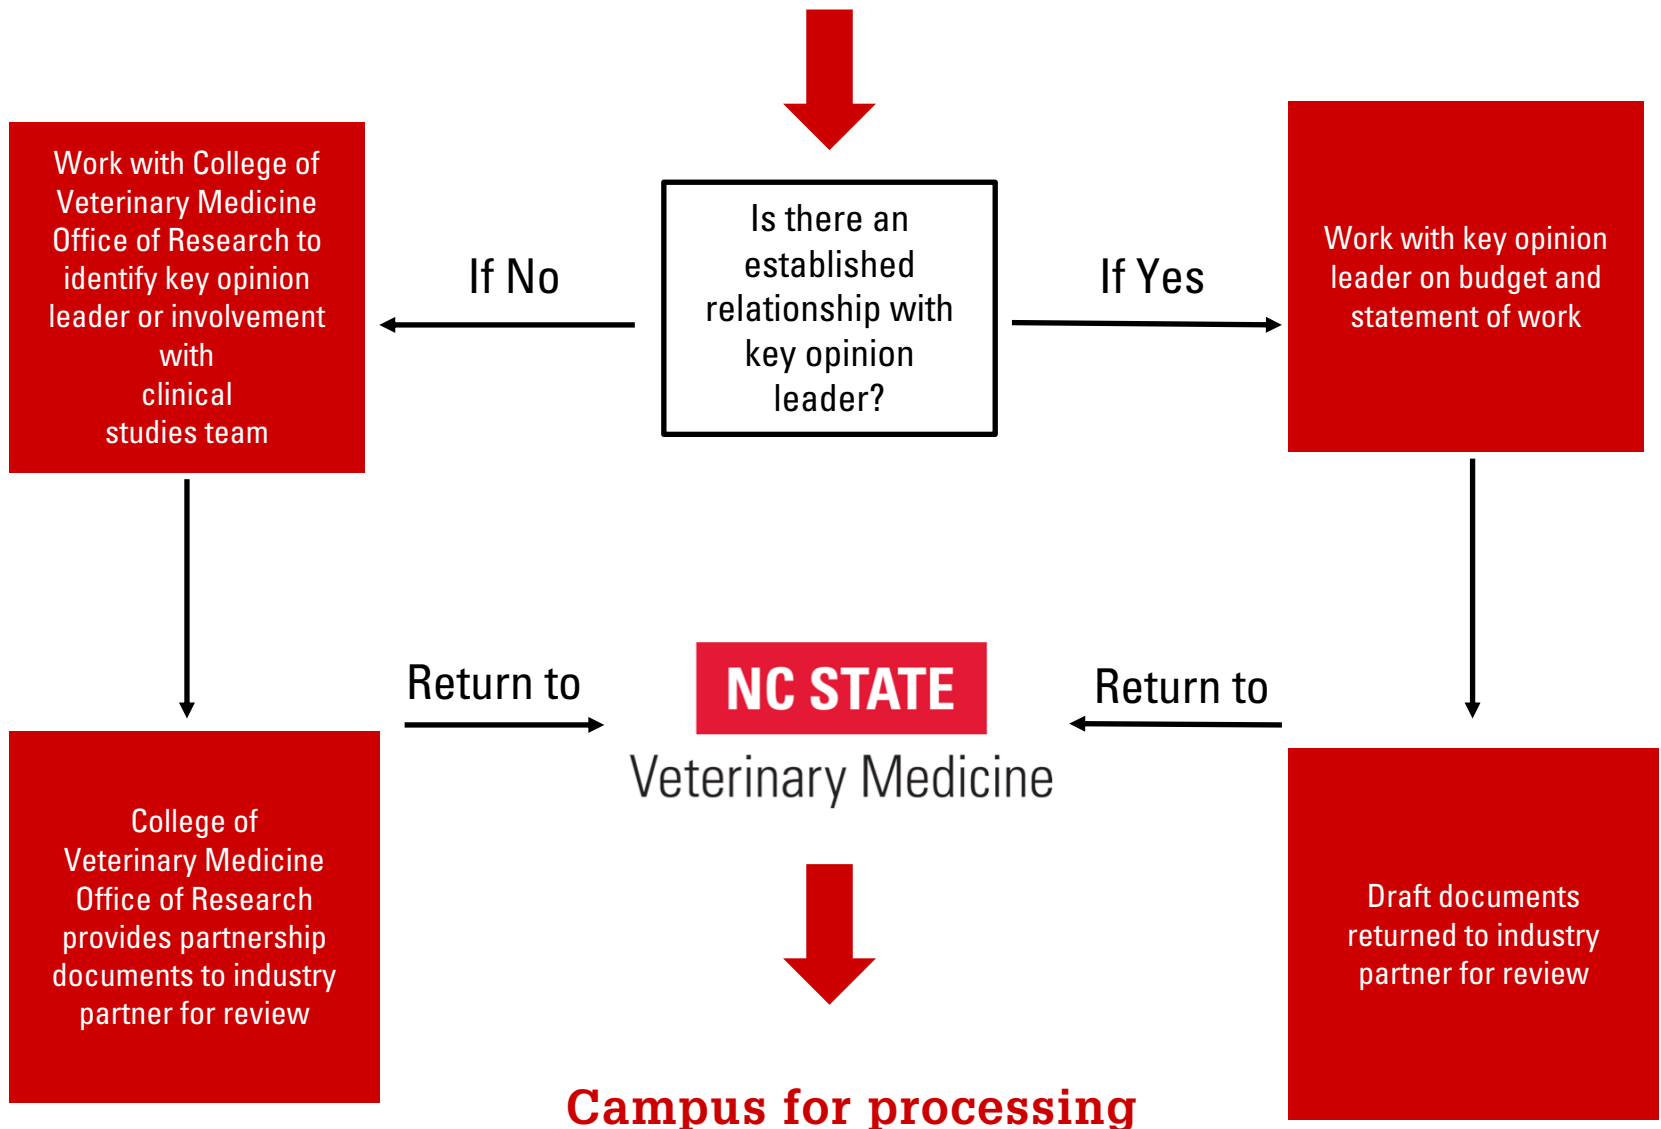 Work with College of
Veterinary Medicine
Office of Research to
identify key opinion
leader or involvement
with
clinical
studies team
If No
Is there an
established
relationship with
key opinion
leader?
If Yes
Work with key opinion
leader on budget and
statement of work
College of
Veterinary Medicine
Office of Research
provides partnership
documents to industry
partner for review
Return to
NC STATE
Veterinary Medicine
Return to
Draft documents
returned to industry
partner for review
Campus for processing